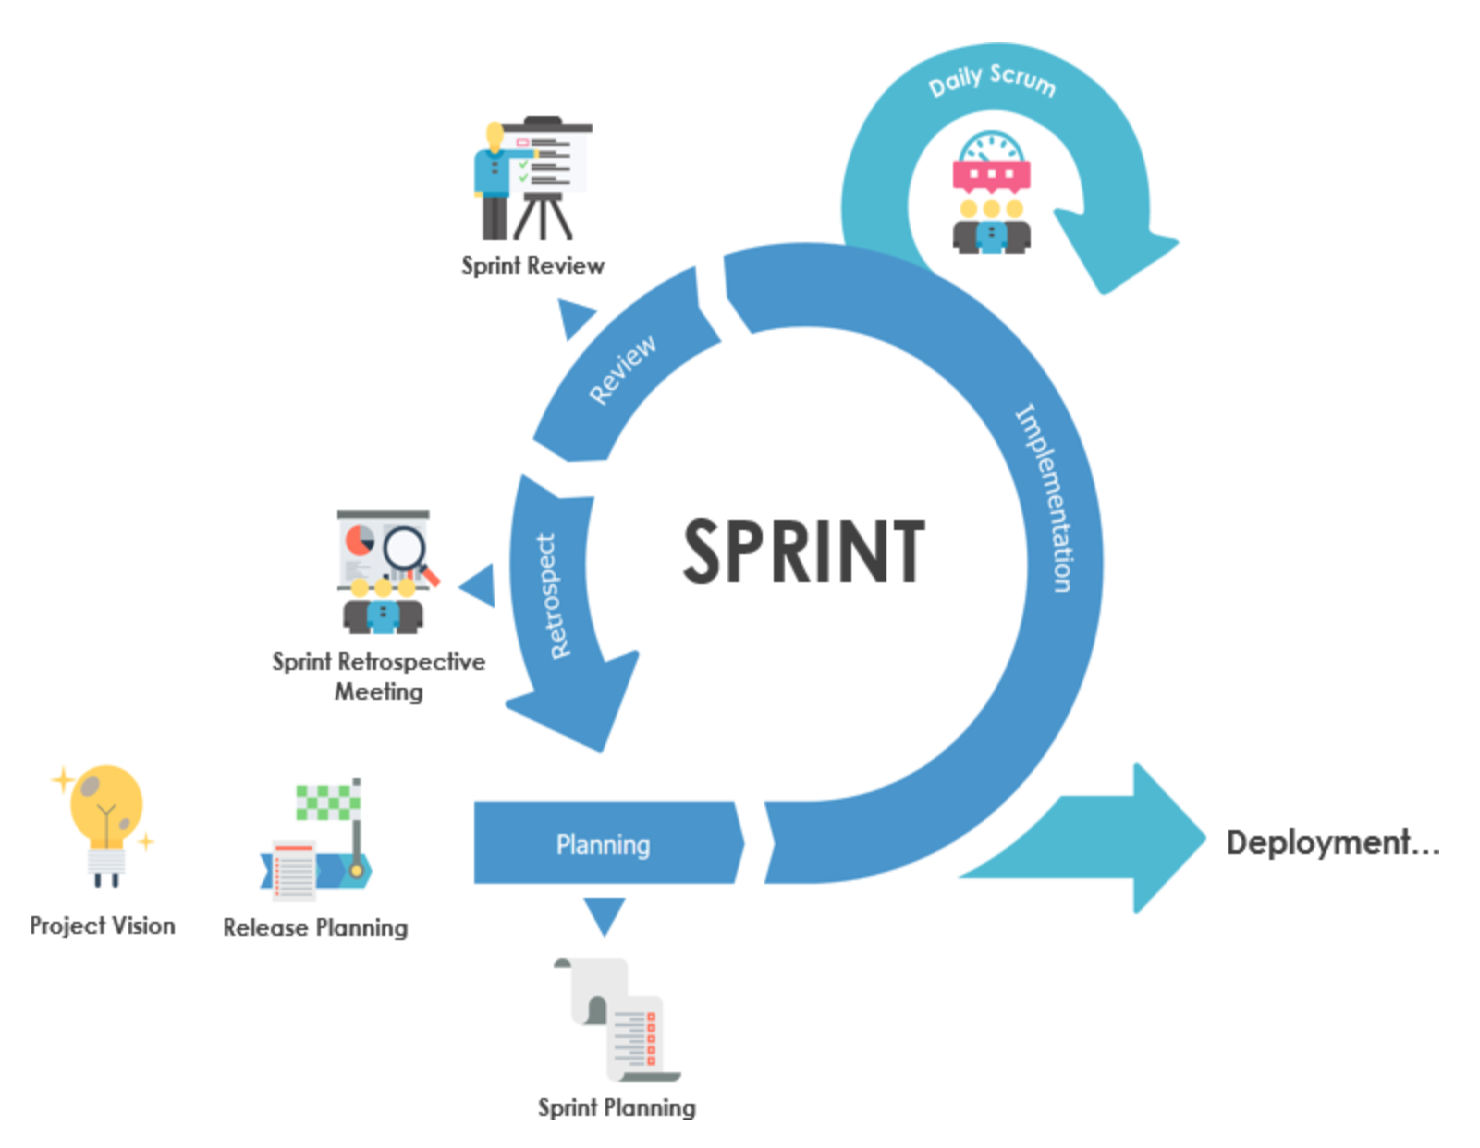 Daily Scrum
Sprint Review
Review
Implementation
SPRINT
Retrospect
Sprint Retrospective
Meeting
Planning
Deployment...
Project Vision
Release Planning
Sprint Planning